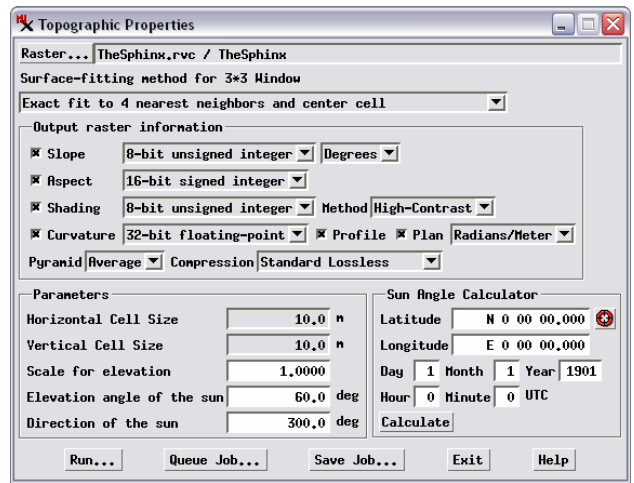 Topographic Properties
Raster... TheSphinx.rvc / TheSphinx
Surface-fitting method for 3*3 Window
Exact fit to 4 nearest neighbors and center cell
Output raster information
Slope 8-bit unsigned integer Degrees
Aspect 16-bit signed integer
Shading 8-bit unsigned integer Method High-Contrast
Curvature 32-bit floating-point Profile Plan Radians/Meter
Pyramid Average Compression Standard Lossless
Parameters
Horizontal Cell Size 10.0 m
Vertical Cell Size 10.0 m
Scale for elevation 1.0000
Elevation angle of the sun 60.0 deg
Direction of the sun 300.0 deg
Sun Angle Calculator
Latitude N 0 00 00.000
Longitude E 0 00 00.000
Day 1 Month 1 Year 1901
Hour 0 Minute 0 UTC
Calculate
Run... Queue Job... Save Job... Exit Help